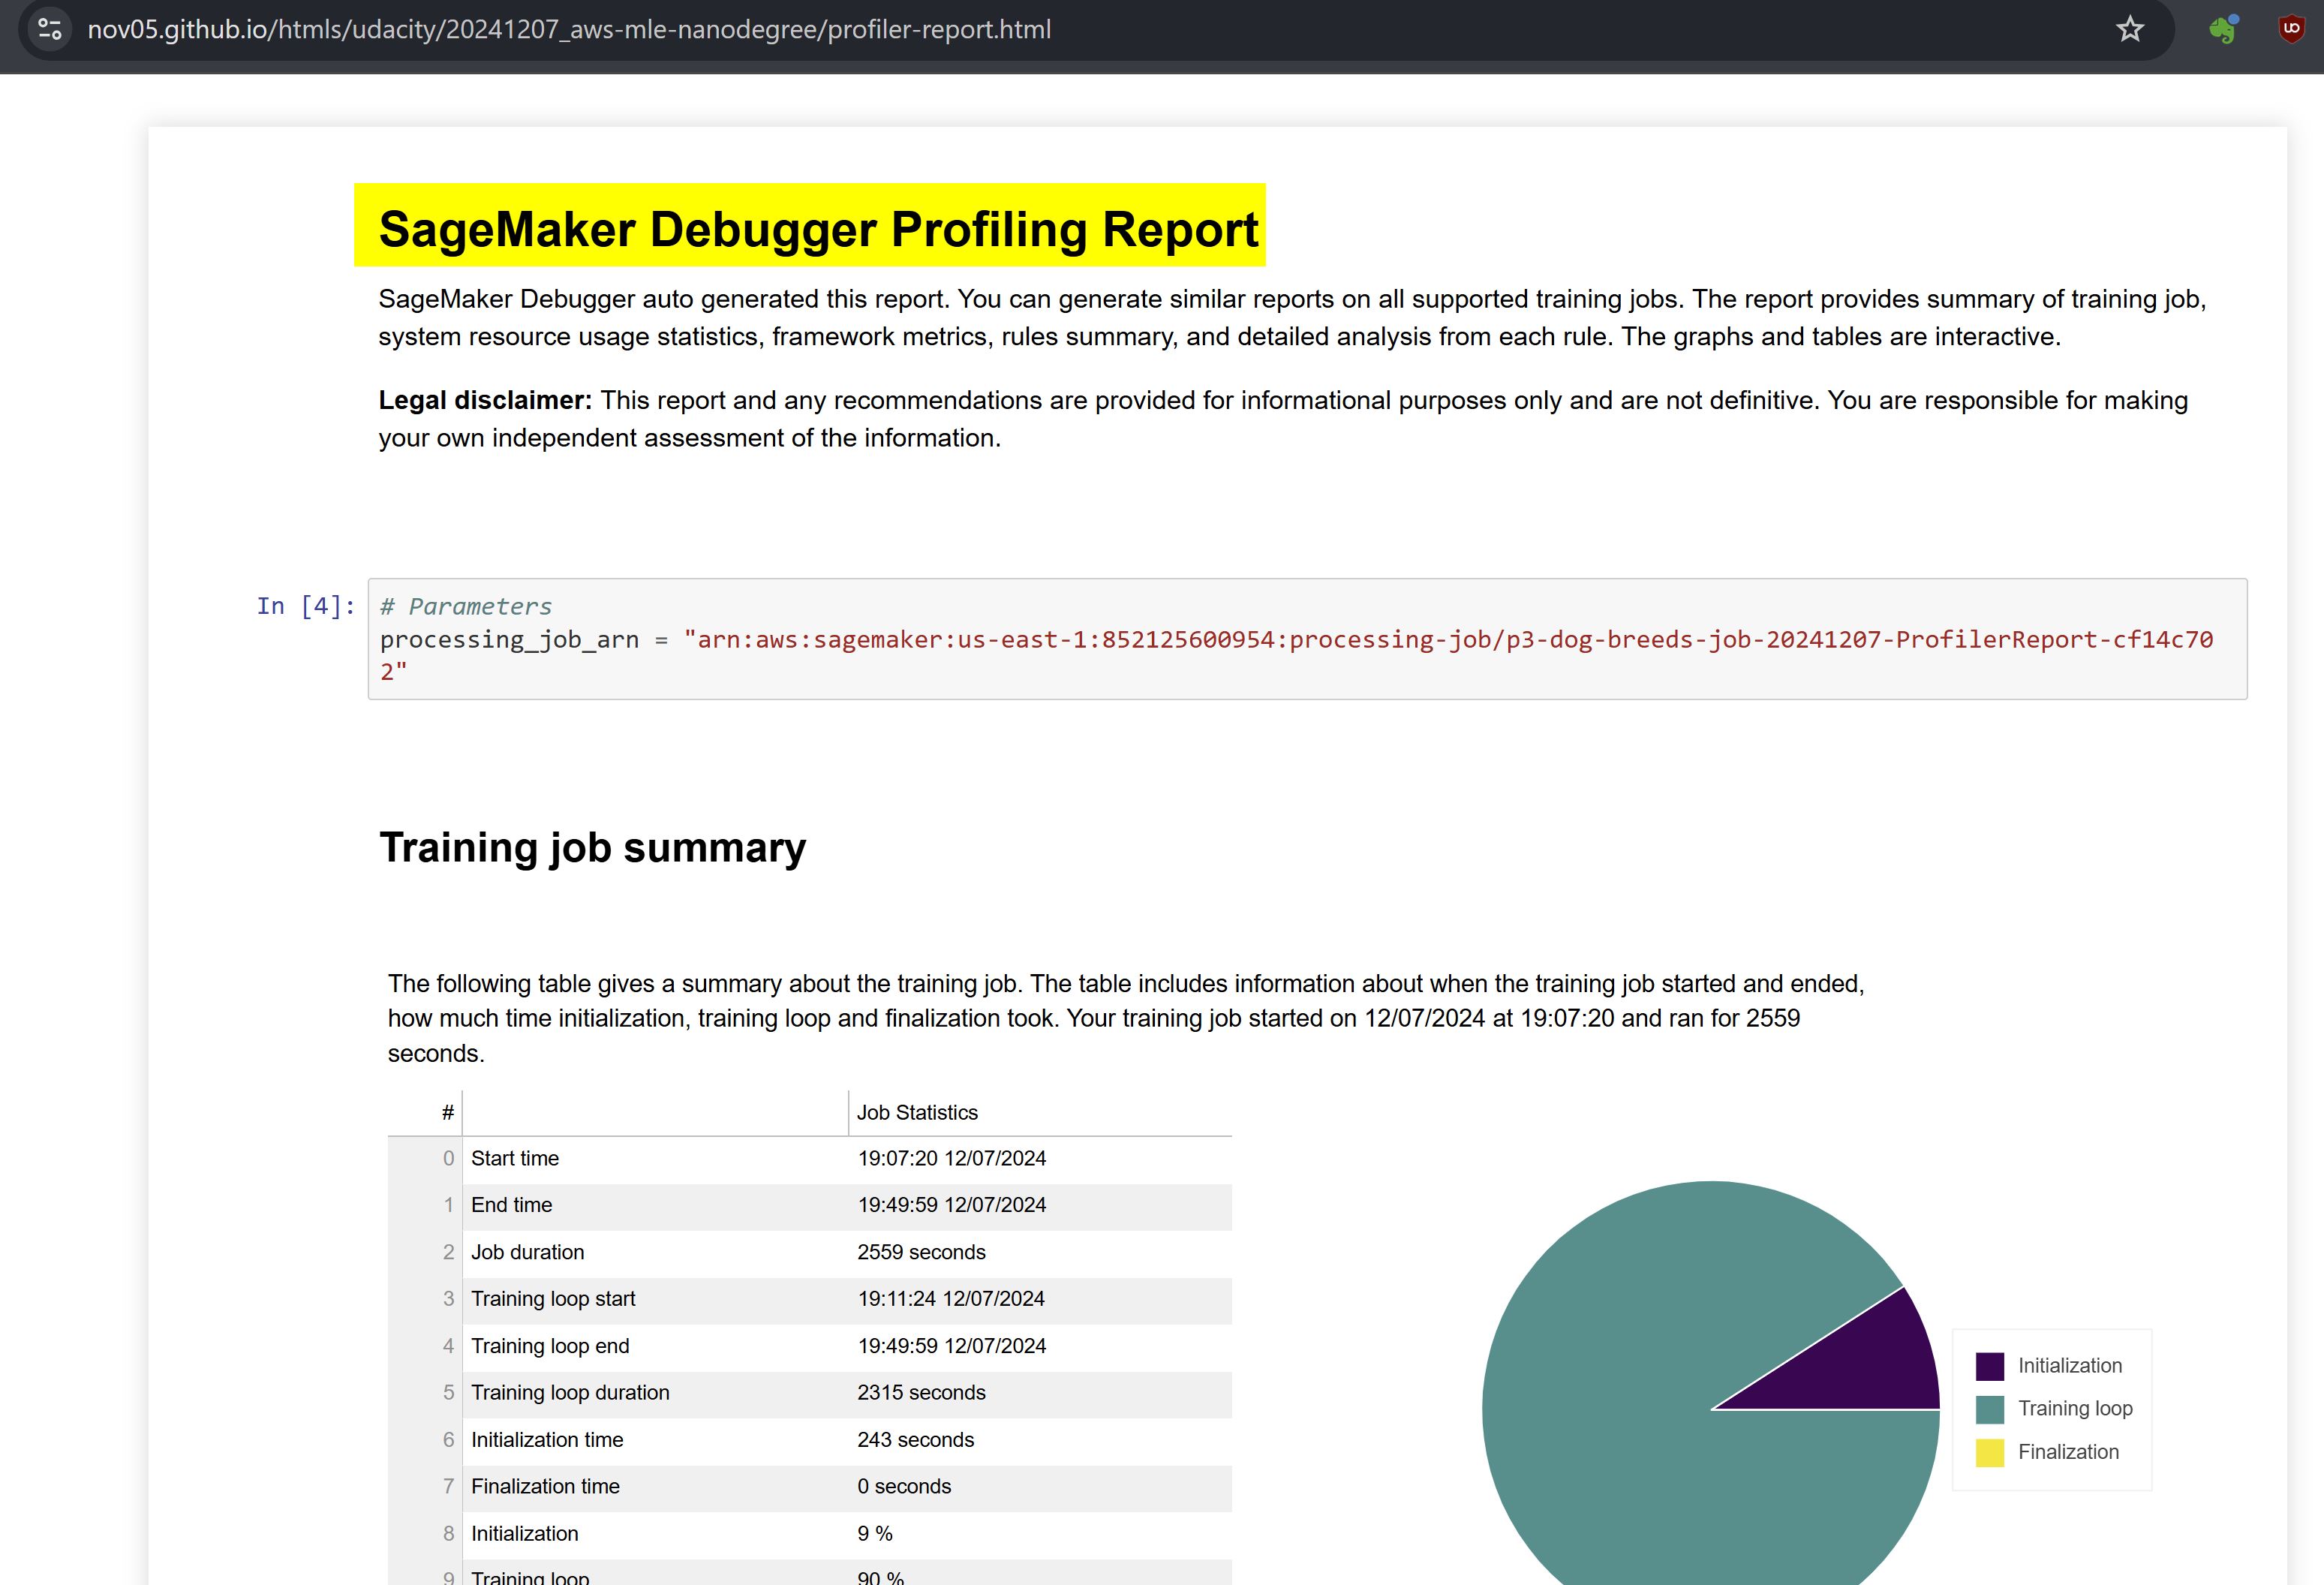 nov05.github.io/htmls/udacity/20241207_aws-mle-nanodegree/profiler-report.html
SageMaker Debugger Profiling Report
SageMaker Debugger auto generated this report. You can generate similar reports on all supported training jobs. The report provides summary of training job,
system resource usage statistics, framework metrics, rules summary, and detailed analysis from each rule. The graphs and tables are interactive.
Legal disclaimer: This report and any recommendations are provided for informational purposes only and are not definitive. You are responsible for making
your own independent assessment of the information.
In [4]:
# Parameters
processing_job_arn = "arn:aws:sagemaker:us-east-1:852125600954:processing-job/p3-dog-breeds-job-20241207-ProfilerReport-cf14c70
2"
Training job summary
The following table gives a summary about the training job. The table includes information about when the training job started and ended,
how much time initialization, training loop and finalization took. Your training job started on 12/07/2024 at 19:07:20 and ran for 2559
seconds.
# Job Statistics
0 Start time 19:07:20 12/07/2024
1 End time 19:49:59 12/07/2024
2 Job duration 2559 seconds
3 Training loop start 19:11:24 12/07/2024
4 Training loop end 19:49:59 12/07/2024
5 Training loop duration 2315 seconds
6 Initialization time 243 seconds
7 Finalization time 0 seconds
8 Initialization 9 %
9 Training loop 90 %
Initialization
Training loop
Finalization